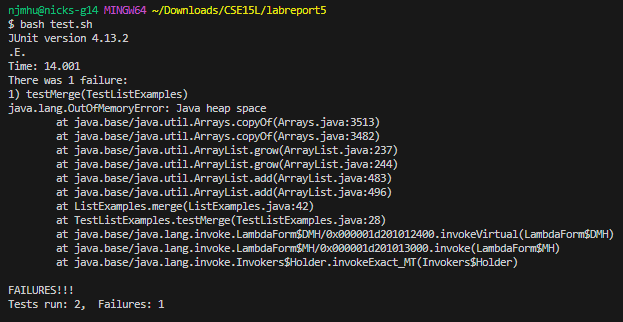 njmhu@nicks-g14 MINGW64 ~/Downloads/CSE15L/labreport5
$ bash test.sh
JUnit version 4.13.2
.E.
Time: 14.001
There was 1 failure:
1) testMerge(TestListExamples)
java.lang.OutOfMemoryError: Java heap space
        at java.base/java.util.Arrays.copyOf(Arrays.java:3513)
        at java.base/java.util.Arrays.copyOf(Arrays.java:3482)
        at java.base/java.util.ArrayList.grow(ArrayList.java:237)
        at java.base/java.util.ArrayList.grow(ArrayList.java:244)
        at java.base/java.util.ArrayList.add(ArrayList.java:483)
        at java.base/java.util.ArrayList.add(ArrayList.java:496)
        at ListExamples.merge(ListExamples.java:42)
        at TestListExamples.testMerge(TestListExamples.java:28)
        at java.base/java.lang.invoke.LambdaForm$DMH/0x000001d201012400.invokeVirtual(LambdaForm$DMH)
        at java.base/java.lang.invoke.LambdaForm$MH/0x000001d201013000.invoke(LambdaForm$MH)
        at java.base/java.lang.invoke.Invokers$Holder.invokeExact_MT(Invokers$Holder)

FAILURES!!!
Tests run: 2,  Failures: 1